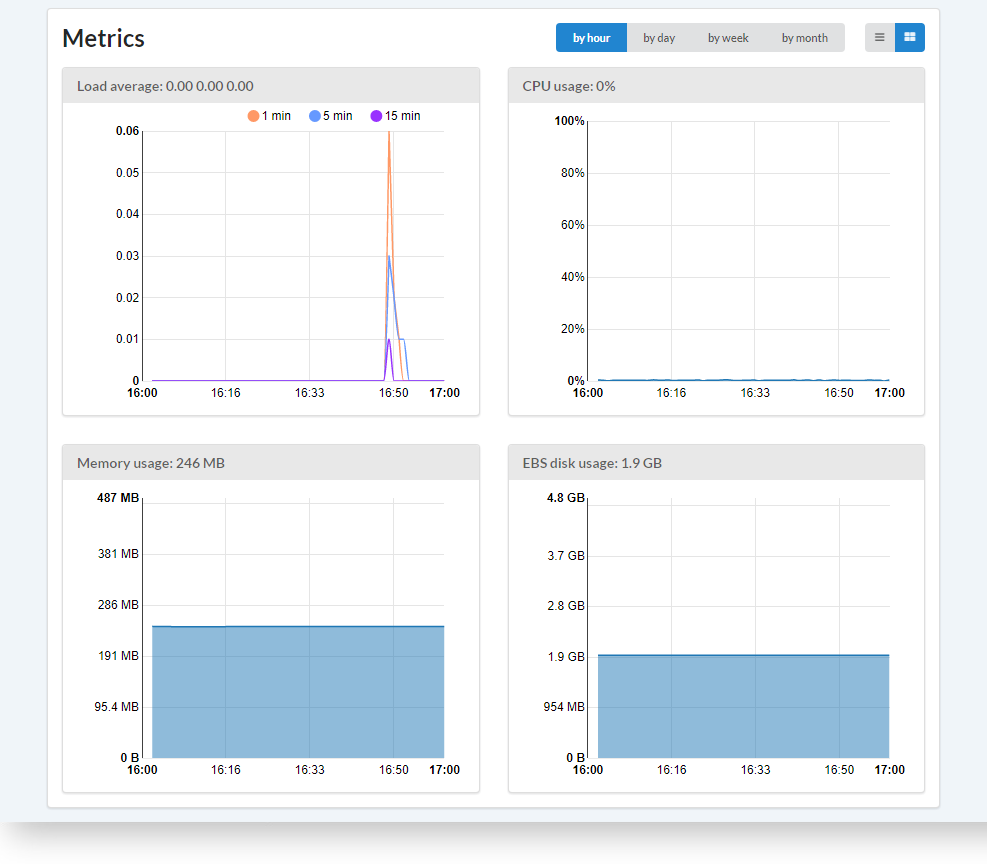 Metrics
by hour by day by week by month
Load average: 0.00 0.00 0.00
1 min 5 min 15 min
0.06
0.05
0.04
0.03
0.02
0.01
0
16:00 16:16 16:33 16:50 17:00
CPU usage: 0%
100%
80%
60%
40%
20%
0%
16:00 16:16 16:33 16:50 17:00
Memory usage: 246 MB
487 MB
381 MB
286 MB
191 MB
95.4 MB
0 B
16:00 16:16 16:33 16:50 17:00
EBS disk usage: 1.9 GB
4.8 GB
3.7 GB
2.8 GB
1.9 GB
954 MB
0 B
16:00 16:16 16:33 16:50 17:00